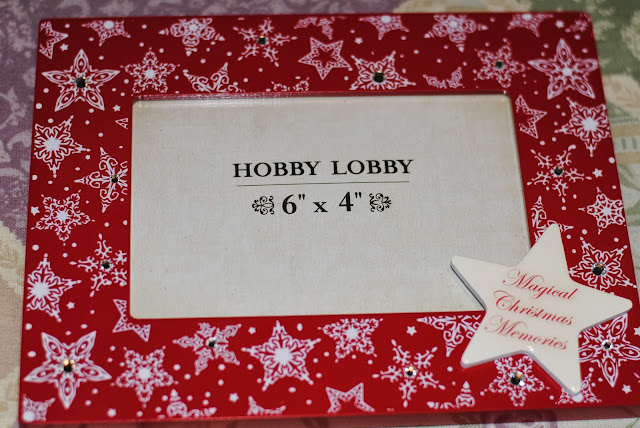 HOBBY LOBBY
6" x 4"
Magical
Christmas
Memories